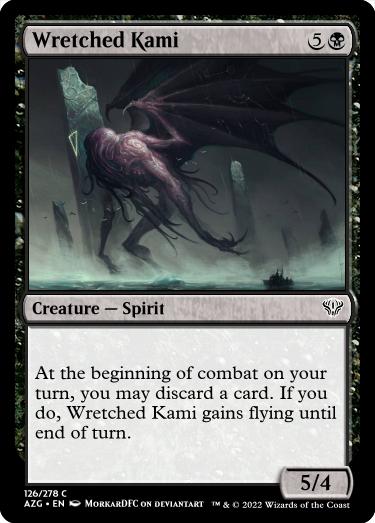 Wretched Kami 5
Creature — Spirit
At the beginning of combat on your
turn, you may discard a card. If you
do, Wretched Kami gains flying until
end of turn.
5/4
126/278 C
AZG • EN MorkarDFC on deviantart ™ & © 2022 Wizards of the Coast